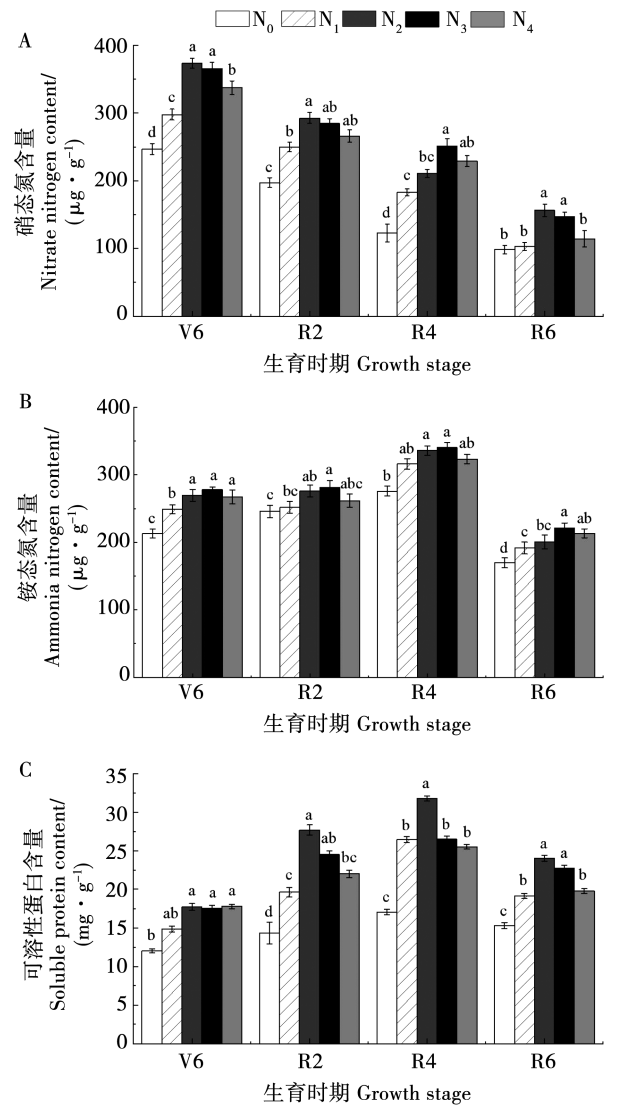 N₀ N₁ N₂ N₃ N₄
A
硝态氮含量
Nitrate nitrogen content/
(μg·g⁻¹)
400
300
200
100
0
d c a a b
c b a ab ab
d c bc a ab
b b a a b
V6 R2 R4 R6
生育时期 Growth stage
B
铵态氮含量
Ammonia nitrogen content/
(μg·g⁻¹)
400
300
200
100
0
c b a a a
c bc ab a abc
b ab a a ab
d c bc a ab
V6 R2 R4 R6
生育时期 Growth stage
C
可溶性蛋白含量
Soluble protein content/
(mg·g⁻¹)
35
30
25
20
15
10
5
0
b ab a a a
d c a ab bc
c b a b b
c b a a b
V6 R2 R4 R6
生育时期 Growth stage